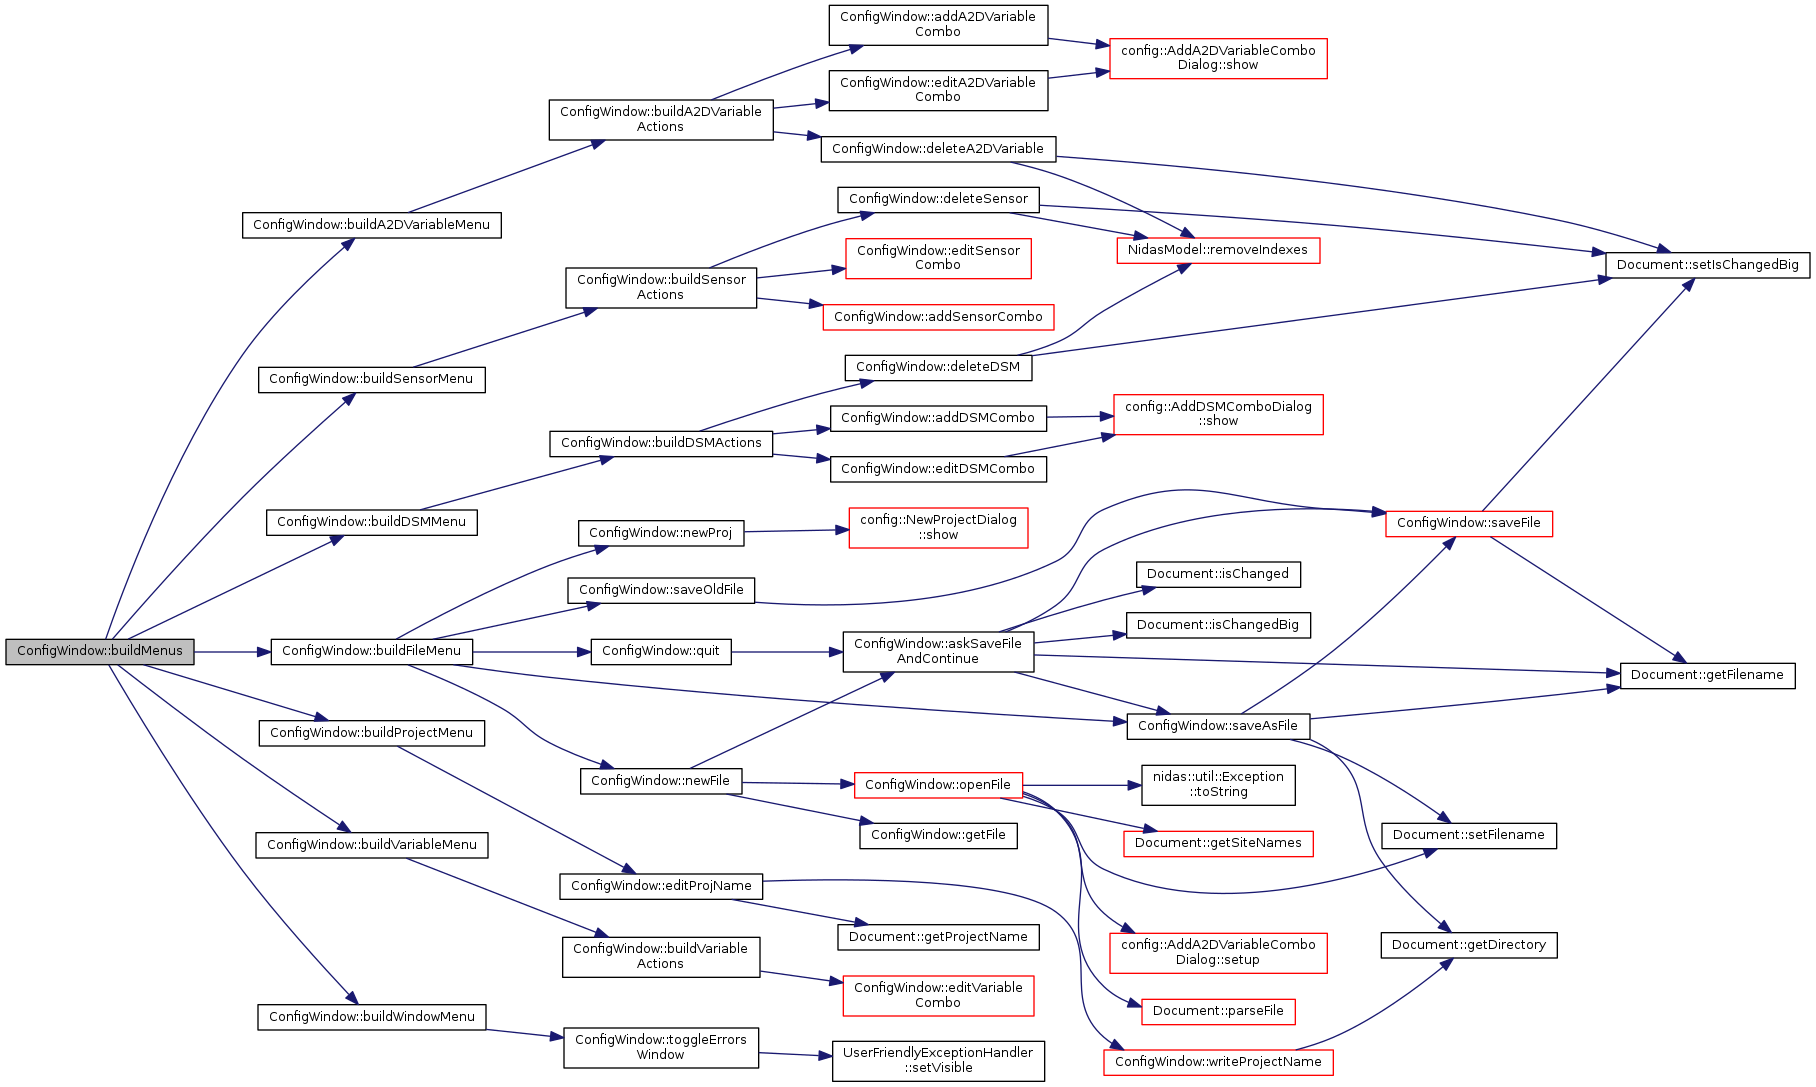 ConfigWindow::buildMenus
ConfigWindow::buildA2DVariableMenu
ConfigWindow::buildSensorMenu
ConfigWindow::buildDSMMenu
ConfigWindow::buildFileMenu
ConfigWindow::buildProjectMenu
ConfigWindow::buildVariableMenu
ConfigWindow::buildWindowMenu
ConfigWindow::buildA2DVariable
Actions
ConfigWindow::buildSensor
Actions
ConfigWindow::buildDSMActions
ConfigWindow::newProj
ConfigWindow::saveOldFile
ConfigWindow::quit
ConfigWindow::newFile
ConfigWindow::editProjName
ConfigWindow::buildVariable
Actions
ConfigWindow::toggleErrors
Window
ConfigWindow::addA2DVariable
Combo
ConfigWindow::editA2DVariable
Combo
ConfigWindow::deleteA2DVariable
ConfigWindow::deleteSensor
ConfigWindow::editSensor
Combo
ConfigWindow::addSensorCombo
ConfigWindow::deleteDSM
ConfigWindow::addDSMCombo
ConfigWindow::editDSMCombo
config::NewProjectDialog
::show
ConfigWindow::askSaveFile
AndContinue
ConfigWindow::openFile
ConfigWindow::getFile
Document::getProjectName
ConfigWindow::editVariable
Combo
UserFriendlyExceptionHandler
::setVisible
config::AddA2DVariableCombo
Dialog::show
NidasModel::removeIndexes
config::AddDSMComboDialog
::show
Document::isChanged
Document::isChangedBig
ConfigWindow::saveAsFile
nidas::util::Exception
::toString
Document::getSiteNames
config::AddA2DVariableCombo
Dialog::setup
Document::parseFile
ConfigWindow::writeProjectName
ConfigWindow::saveFile
Document::setFilename
Document::getDirectory
Document::setIsChangedBig
Document::getFilename